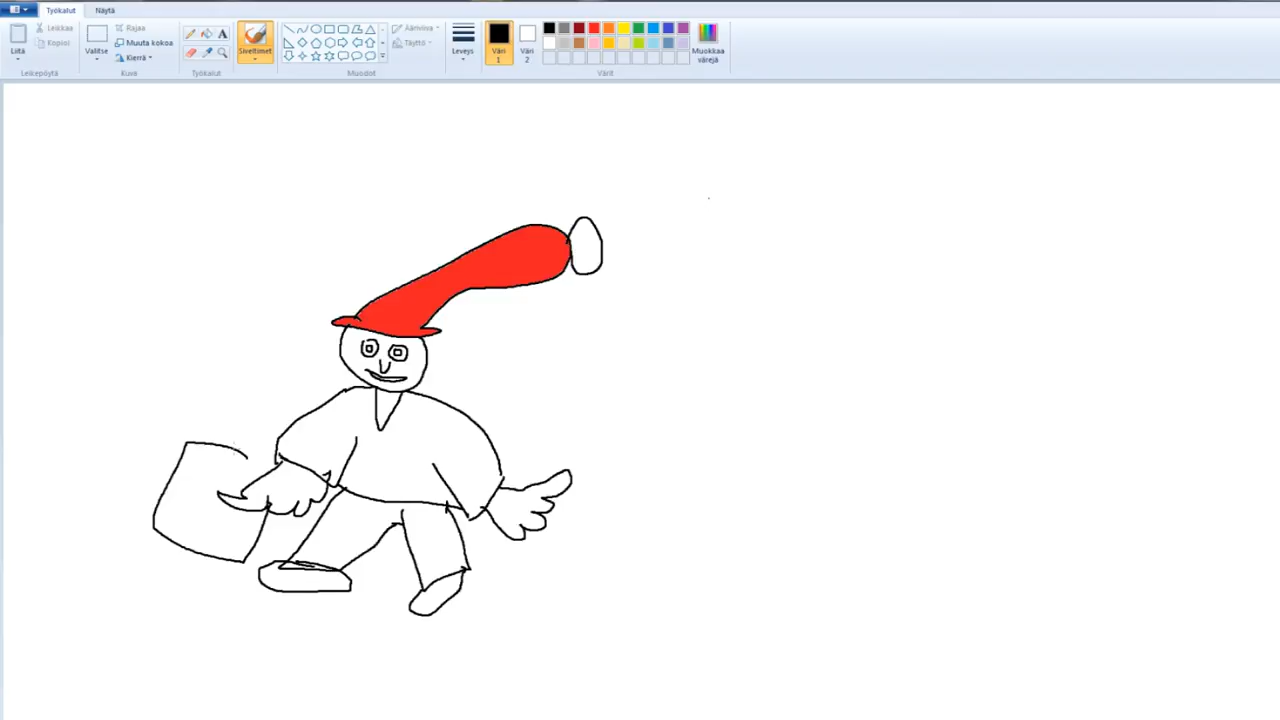 Työkalut Näytä
Liitä
Leikkaa
Kopioi
Leikepöytä
Valitse
Rajaa
Muuta kokoa
Kierrä
Kuva
A
Työkalut
Siveltimet
Ääriviiva
Täyttö
Muodot
Leveys
Väri
1
Väri
2
Muokkaa
värejä
Värit